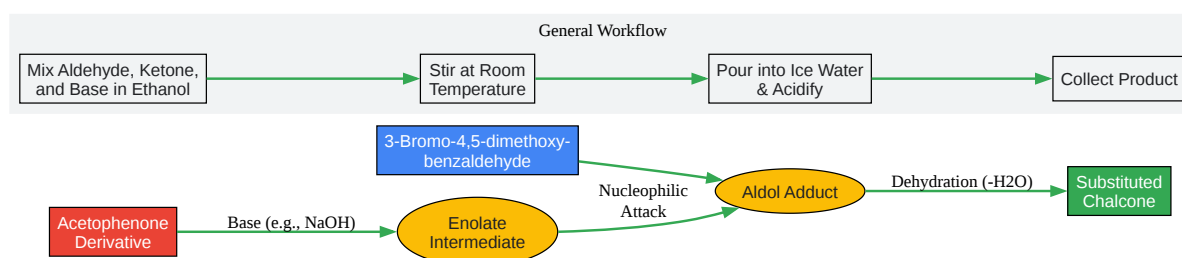 General Workflow
Mix Aldehyde, Ketone,
and Base in Ethanol
Stir at Room
Temperature
Pour into Ice Water
& Acidify
Collect Product
3-Bromo-4,5-dimethoxy-
benzaldehyde
Acetophenone
Derivative
Base (e.g., NaOH)
Enolate
Intermediate
Nucleophilic
Attack
Aldol Adduct
Dehydration (-H2O)
Substituted
Chalcone